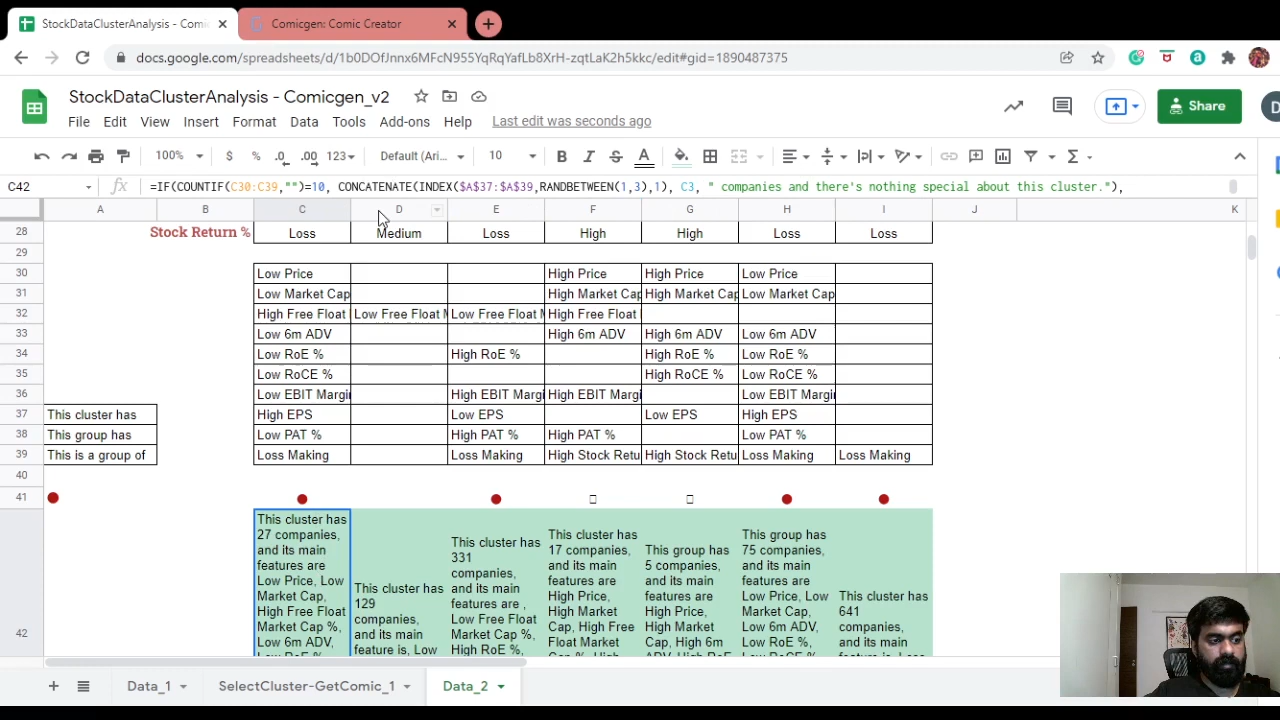 StockDataClusterAnalysis - Comic
Comicgen: Comic Creator
docs.google.com/spreadsheets/d/1b0DOfJnnx6MFcN955YqRqYafLb8XrH-zqtLaK2h5kkc/edit#gid=1890487375
StockDataClusterAnalysis - Comicgen_v2
File Edit View Insert Format Data Tools Add-ons Help Last edit was seconds ago
Share
D
100% $ % .0 .00 123 Default (Ari... 10 B I S A
C42 fx =IF(COUNTIF(C30:C39,"")=10, CONCATENATE(INDEX($A$37:$A$39,RANDBETWEEN(1,3),1), C3, " companies and there's nothing special about this cluster."),
A B C D E F G H I J K
28 Stock Return % Loss Medium Loss High High Loss Loss
29
30 Low Price High Price High Price Low Price
31 Low Market Cap High Market Cap High Market Cap Low Market Cap
32 High Free Float Low Free Float M Low Free Float M High Free Float
33 Low 6m ADV High 6m ADV High 6m ADV Low 6m ADV
34 Low RoE % High RoE % High RoE % Low RoE %
35 Low RoCE % High RoCE % Low RoCE %
36 Low EBIT Margin High EBIT Margi High EBIT Margi Low EBIT Margin
37 This cluster has High EPS Low EPS Low EPS High EPS
38 This group has Low PAT % High PAT % High PAT % Low PAT %
39 This is a group of Loss Making Loss Making High Stock Retu High Stock Retu Loss Making Loss Making
40
41
42
This cluster has
27 companies,
and its main
features are
Low Price, Low
Market Cap,
High Free Float
Market Cap %,
Low 6m ADV,
Low RoE %,
This cluster has
129
companies,
and its main
feature is, Low
This cluster has
331
companies,
and its main
features are ,
Low Free Float
Market Cap %,
High RoE %,
This cluster has
17 companies,
and its main
features are
High Price,
High Market
Cap, High Free
Float Market
Cap %, High
This group has
5 companies,
and its main
features are
High Price,
High Market
Cap, High 6m
ADV, High RoE
This group has
75 companies,
and its main
features are
Low Price, Low
Market Cap,
Low 6m ADV,
Low RoE %,
Low RoCE %,
This cluster has
641
companies,
and its main
feature is, Loss
Data_1 SelectCluster-GetComic_1 Data_2